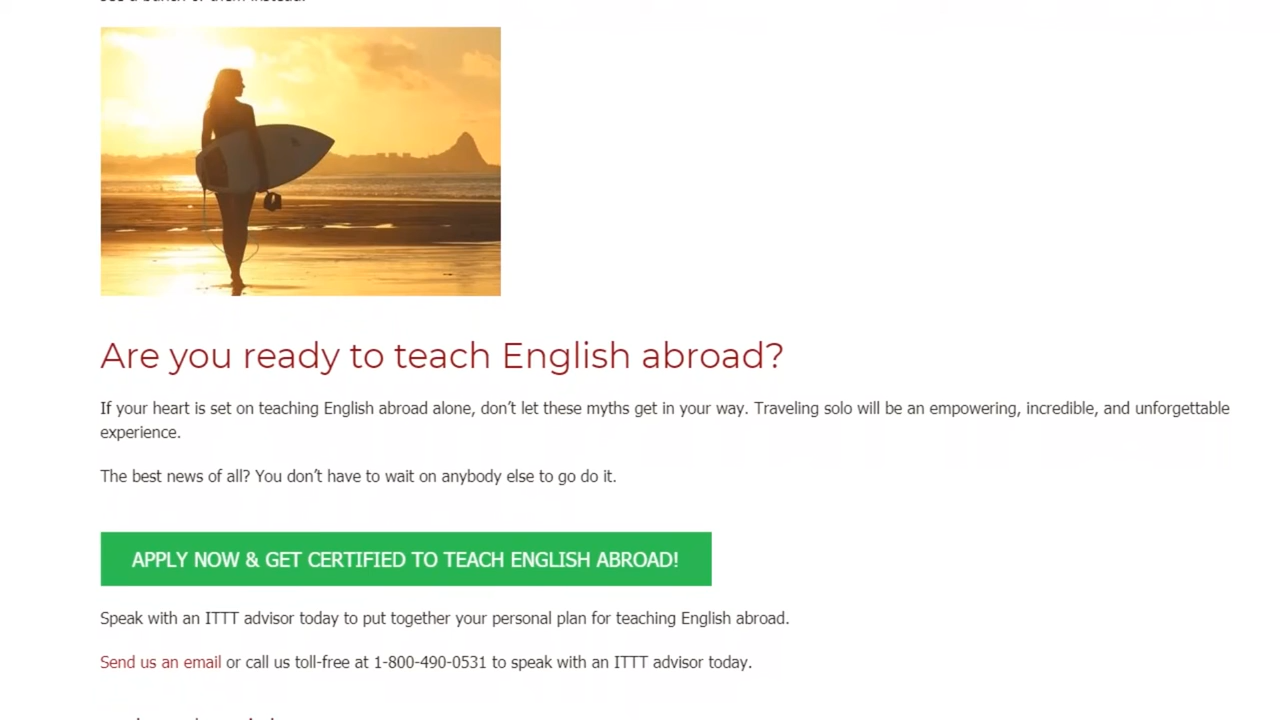 Are you ready to teach English abroad?
If your heart is set on teaching English abroad alone, don’t let these myths get in your way. Traveling solo will be an empowering, incredible, and unforgettable
experience.
The best news of all? You don’t have to wait on anybody else to go do it.
APPLY NOW & GET CERTIFIED TO TEACH ENGLISH ABROAD!
Speak with an ITTT advisor today to put together your personal plan for teaching English abroad.
Send us an email or call us toll-free at 1-800-490-0531 to speak with an ITTT advisor today.